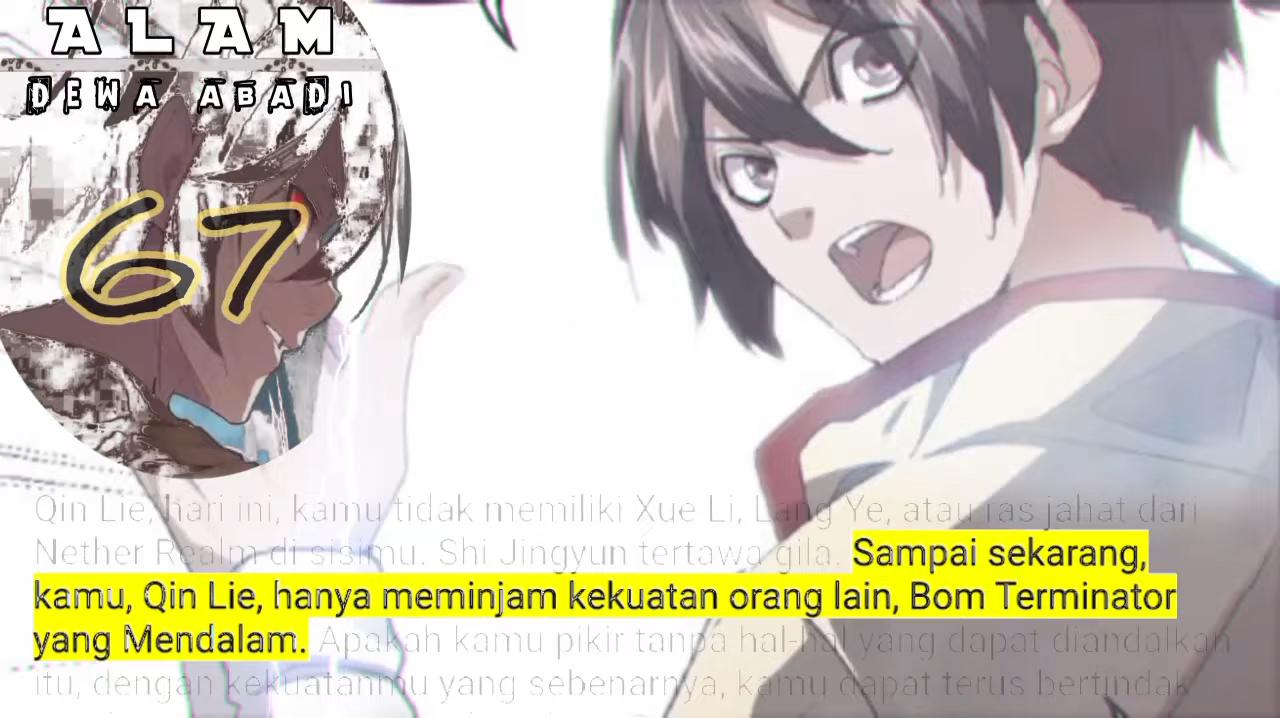 ALAM
DEWA ABADI
67
Qin Lie, hari ini, kamu tidak memiliki Xue Li, Lang Ye, atau ras jahat dari
Nether Realm di sisimu. Shi Jingyun tertawa gila. Sampai sekarang,
kamu, Qin Lie, hanya meminjam kekuatan orang lain, Bom Terminator
yang Mendalam. Apakah kamu pikir tanpa hal-hal yang dapat diandalkan
itu, dengan kekuatanmu yang sebenarnya, kamu dapat terus bertindak